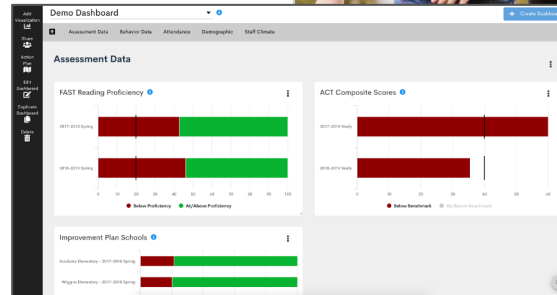 Add
Visualization
Share
Action
Plan
Edit
Dashboard
Duplicate
Dashboard
Delete
Demo Dashboard
+ Create Dashboard
Assessment Data Behavior Data Attendance Demographic Staff Climate
Assessment Data
FAST Reading Proficiency
2017-2018 Spring
2018-2019 Spring
0 10 20 30 40 50 60 70 80 90 100
Below Proficiency At/Above Proficiency
ACT Composite Scores
2017-2018 Yearly
2018-2019 Yearly
0 10 20 30 40 50 60
Below Benchmark At/Above Benchmark
Improvement Plan Schools
Elementary - 2017-2018 Spring
Wiggins Elementary - 2017-2018 Spring